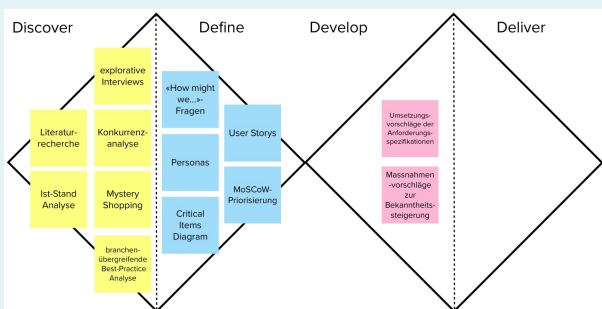 Discover
Define
Develop
Deliver
explorative
Interviews
Literatur-
recherche
Konkurrenz-
analyse
Ist-Stand
Analyse
Mystery
Shopping
branchen-
übergreifende
Best-Practice
Analyse
«How might
we...»-
Fragen
User Storys
Personas
MoSCoW-
Priorisierung
Critical
Items
Diagram
Umsetzungs-
vorschläge der
Anforderungs-
spezifikationen
Massnahmen
-vorschläge
zur
Bekanntheits-
steigerung